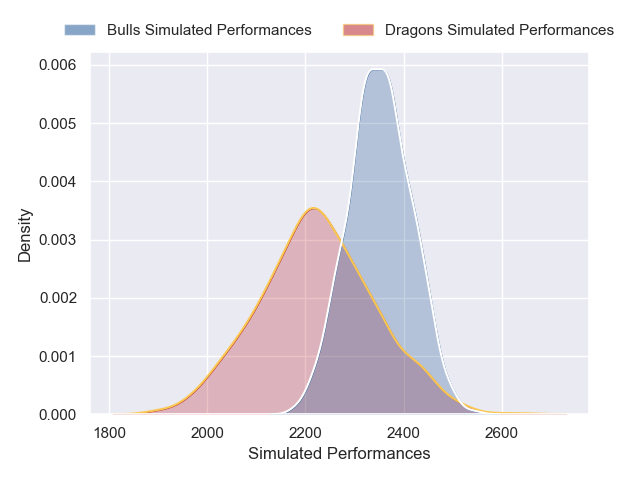 Bulls Simulated Performances Dragons Simulated Performances
0.006
0.005
0.004
0.003
0.002
0.001
0.000
Density
1800 2000 2200 2400 2600
Simulated Performances